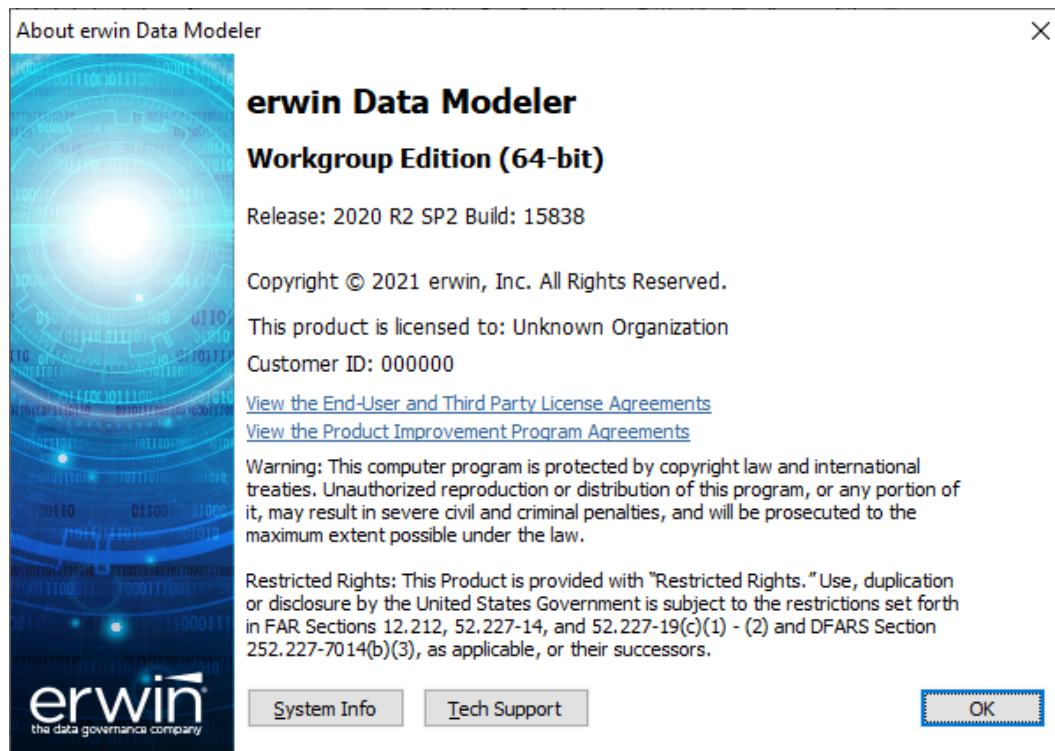 About erwin Data Modeler
erwin Data Modeler
Workgroup Edition (64-bit)
Release: 2020 R2 SP2 Build: 15838
Copyright © 2021 erwin, Inc. All Rights Reserved.
This product is licensed to: Unknown Organization
Customer ID: 000000
View the End-User and Third Party License Agreements
View the Product Improvement Program Agreements
Warning: This computer program is protected by copyright law and international
treaties. Unauthorized reproduction or distribution of this program, or any portion of
it, may result in severe civil and criminal penalties, and will be prosecuted to the
maximum extent possible under the law.
Restricted Rights: This Product is provided with “Restricted Rights.” Use, duplication
or disclosure by the United States Government is subject to the restrictions set forth
in FAR Sections 12.212, 52.227-14, and 52.227-19(c)(1) - (2) and DFARS Section
252.227-7014(b)(3), as applicable, or their successors.
erwin
the data governance company
System Info
Tech Support
OK